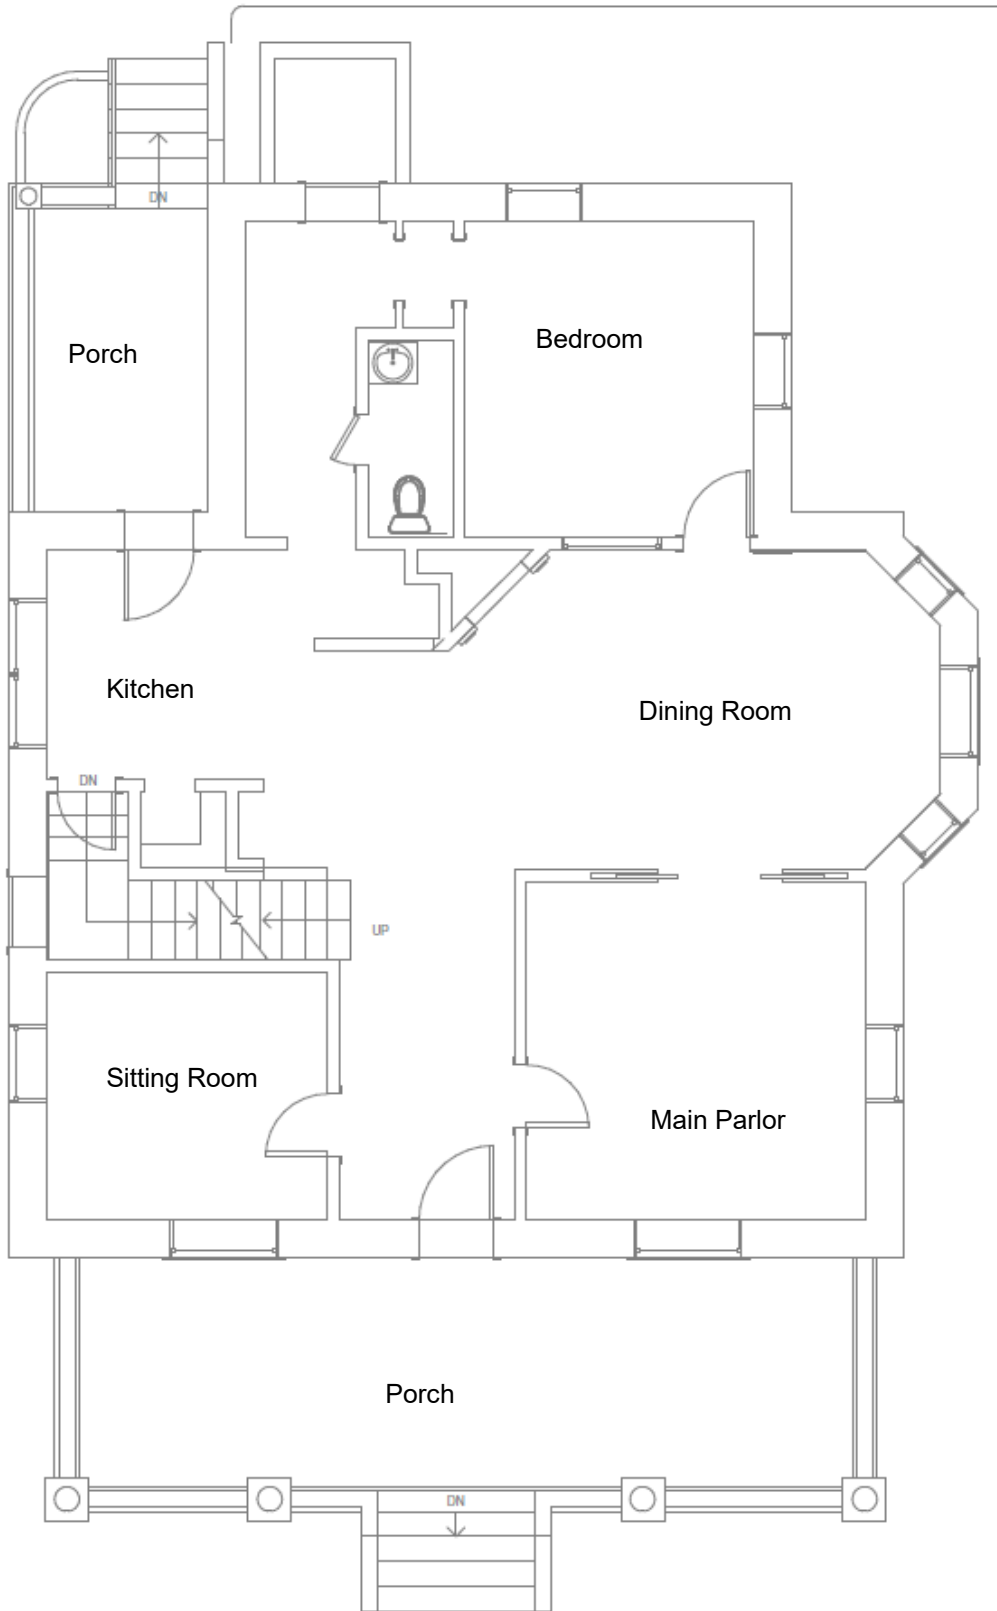 DN
Porch
Bedroom
Kitchen
Dining Room
DN
UP
Sitting Room
Main Parlor
Porch
DN